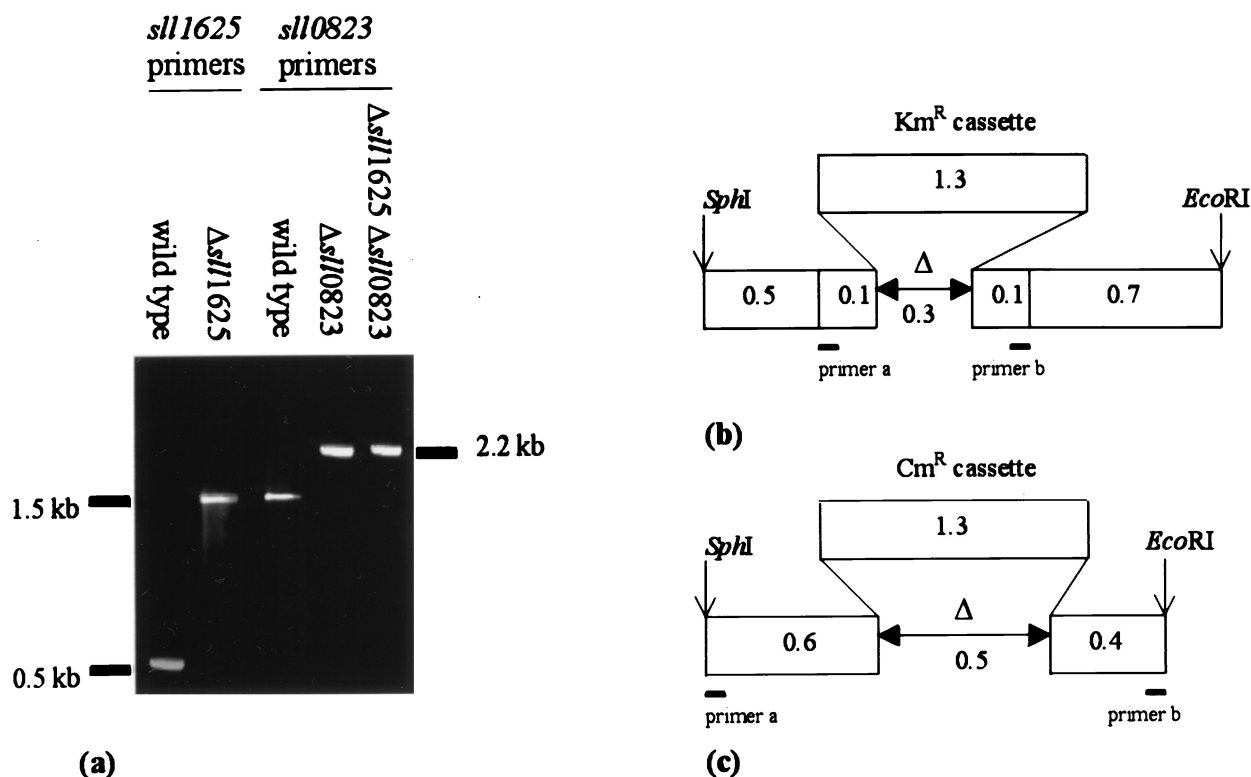 sll1625
primers
sll0823
primers
wild type
Δsll1625
wild type
Δsll0823
Δsll1625 Δsll0823
2.2 kb
1.5 kb
0.5 kb
(a)
Kmᴿ cassette
1.3
SphI
EcoRI
Δ
0.5
0.1
0.3
0.1
0.7
primer a
primer b
(b)
Cmᴿ cassette
1.3
SphI
EcoRI
Δ
0.6
0.5
0.4
primer a
primer b
(c)